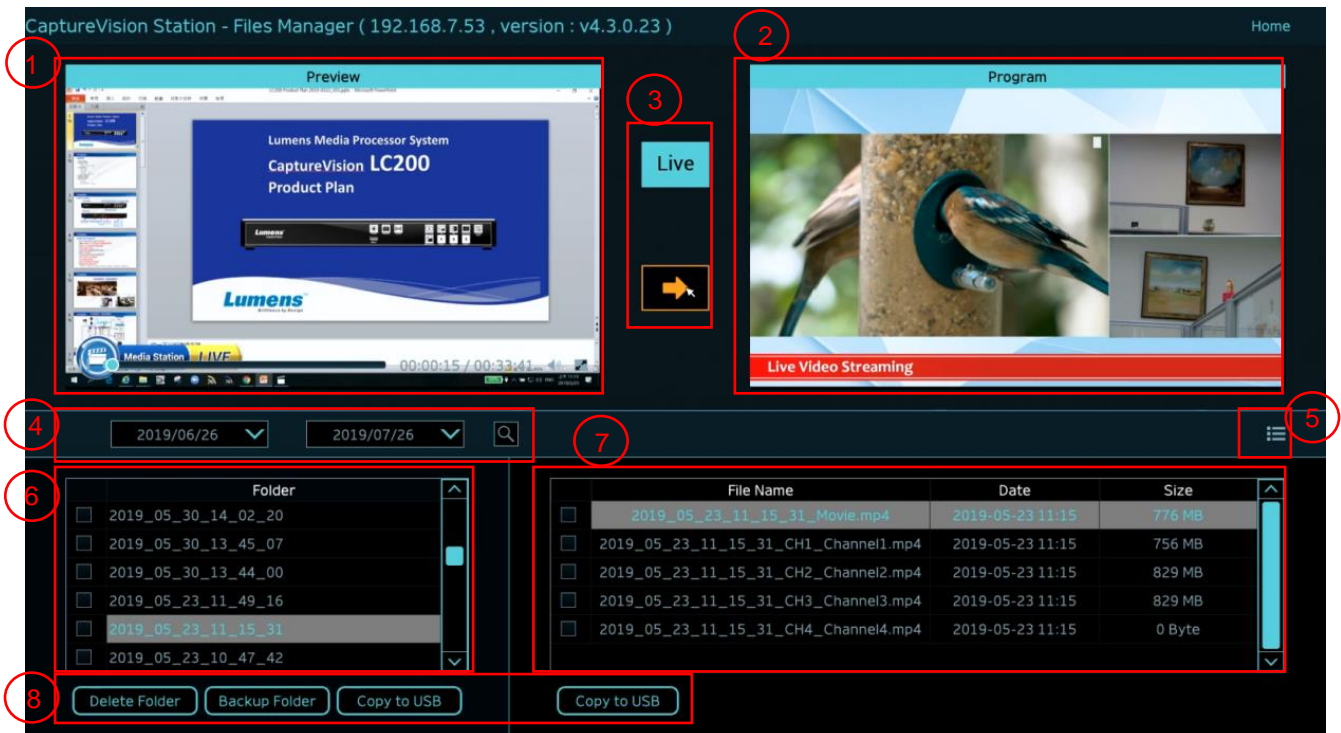 CaptureVision Station - Files Manager ( 192.168.7.53 , version : v4.3.0.23 )
Home
1
2
3
Preview
Program
Lumens Media Processor System
CaptureVision LC200
Product Plan
Lumens
Lumens
Brilliance by Design
Media Station LIVE
00:00:15 / 00:33:41
Live
Live Video Streaming
4
2019/06/26
2019/07/26
5
6
7
Folder
2019_05_30_14_02_20
2019_05_30_13_45_07
2019_05_30_13_44_00
2019_05_23_11_49_16
2019_05_23_11_15_31
2019_05_23_10_47_42
File Name Date Size
2019_05_23_11_15_31_Movie.mp4 2019-05-23 11:15 776 MB
2019_05_23_11_15_31_CH1_Channel1.mp4 2019-05-23 11:15 756 MB
2019_05_23_11_15_31_CH2_Channel2.mp4 2019-05-23 11:15 829 MB
2019_05_23_11_15_31_CH3_Channel3.mp4 2019-05-23 11:15 829 MB
2019_05_23_11_15_31_CH4_Channel4.mp4 2019-05-23 11:15 0 Byte
8
Delete Folder
Backup Folder
Copy to USB
Copy to USB